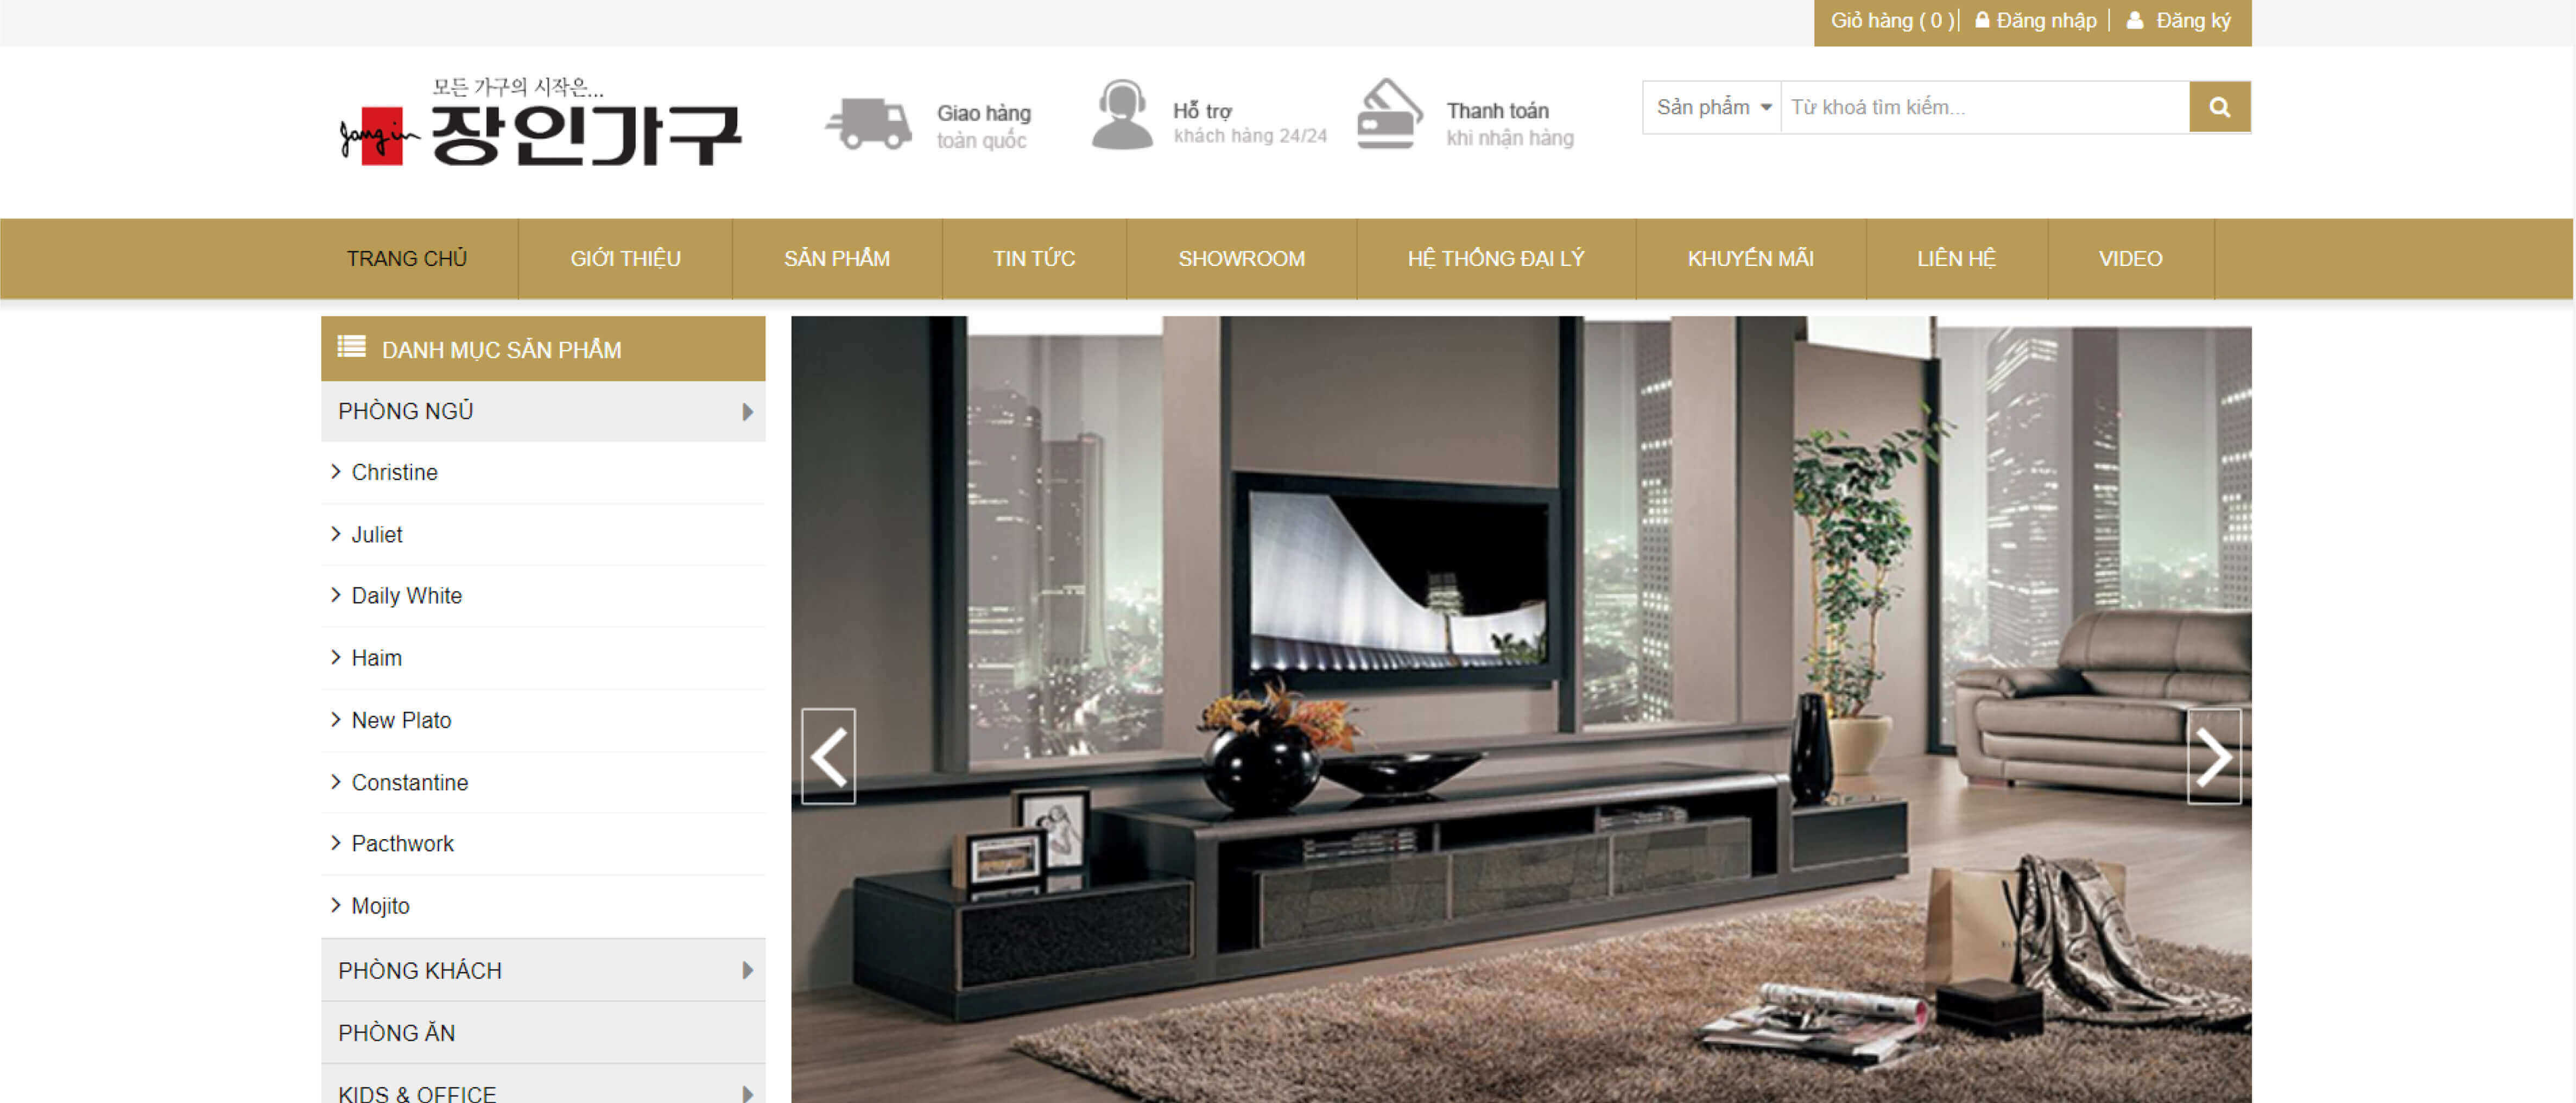 Giỏ hàng ( 0 )| Đăng nhập | Đăng ký
모든 가구의 시작은...
Jangin 장인가구
Giao hàng
toàn quốc
Hỗ trợ
khách hàng 24/24
Thanh toán
khi nhận hàng
Sản phẩm Từ khoá tìm kiếm...
TRANG CHỦ GIỚI THIỆU SẢN PHẨM TIN TỨC SHOWROOM HỆ THỐNG ĐẠI LÝ KHUYẾN MÃI LIÊN HỆ VIDEO
DANH MỤC SẢN PHẨM
PHÒNG NGỦ
Christine
Juliet
Daily White
Haim
New Plato
Constantine
Pacthwork
Mojito
PHÒNG KHÁCH
PHÒNG ĂN
KIDS & OFFICE